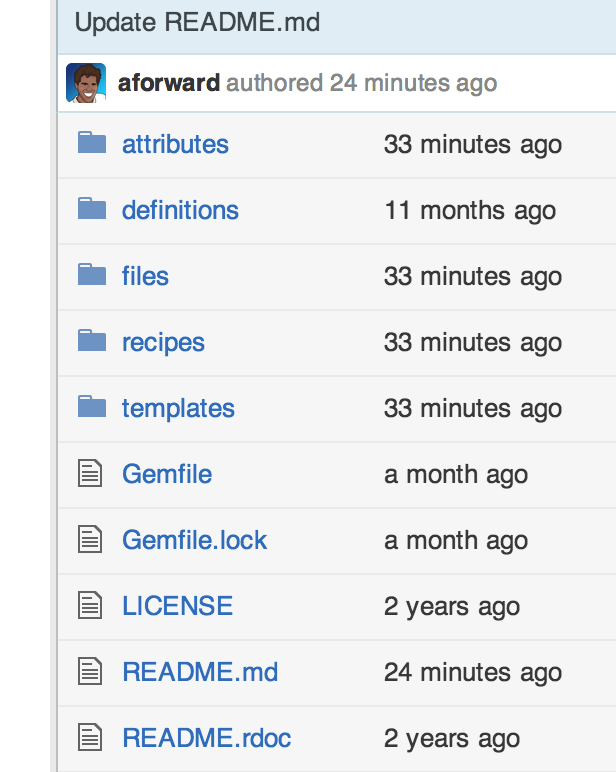 Update README.md
aforward authored 24 minutes ago
attributes 33 minutes ago
definitions 11 months ago
files 33 minutes ago
recipes 33 minutes ago
templates 33 minutes ago
Gemfile a month ago
Gemfile.lock a month ago
LICENSE 2 years ago
README.md 24 minutes ago
README.rdoc 2 years ago